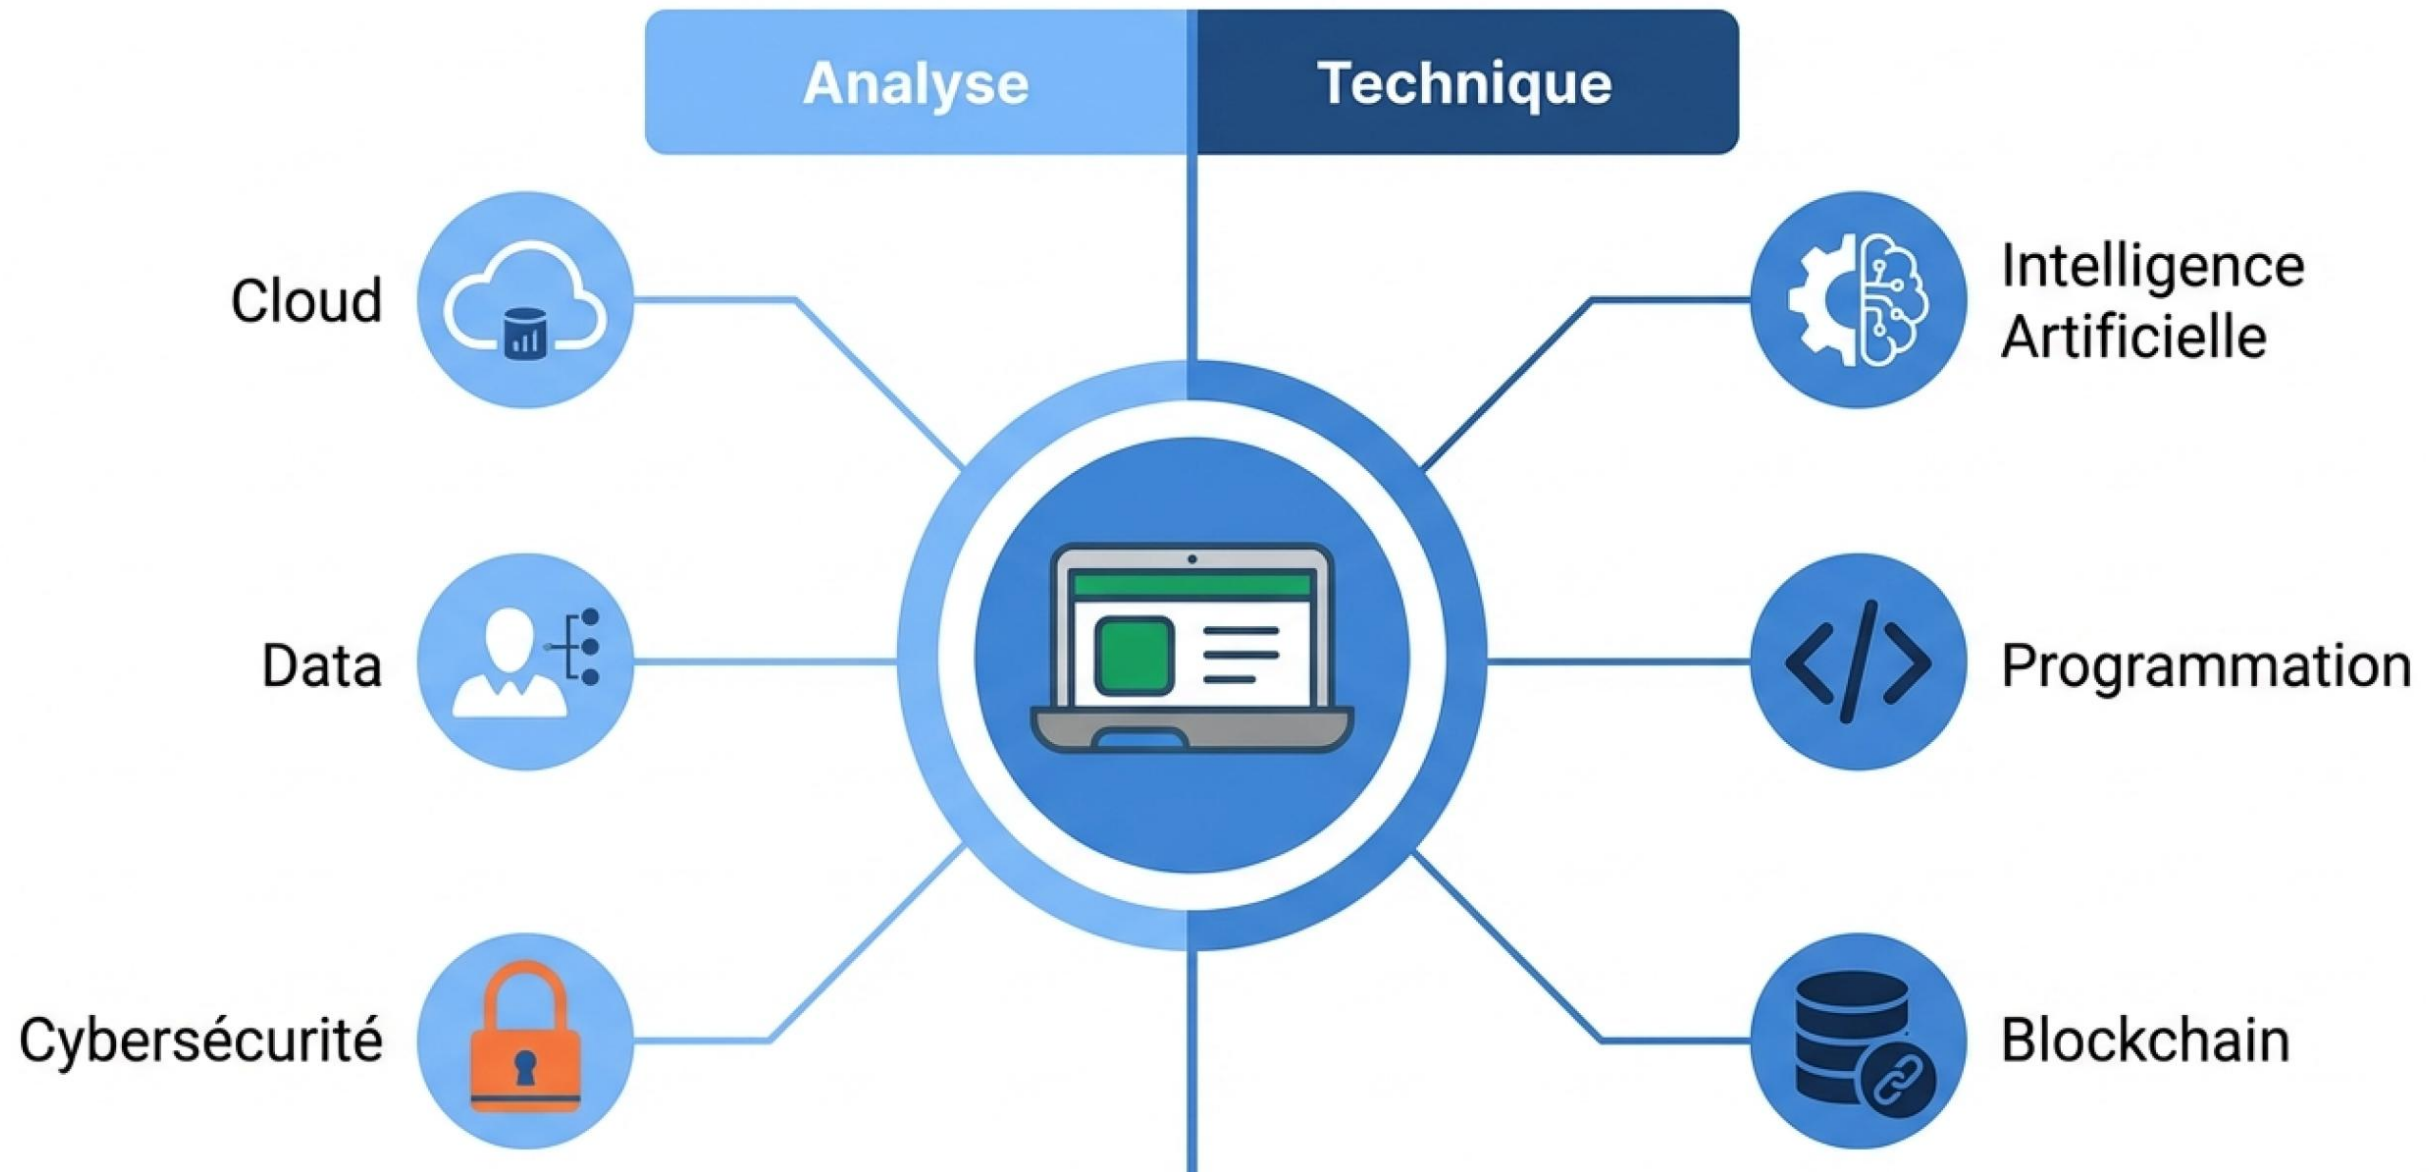 Analyse
Technique
Cloud
Intelligence
Artificielle
Data
Programmation
Cybersécurité
Blockchain